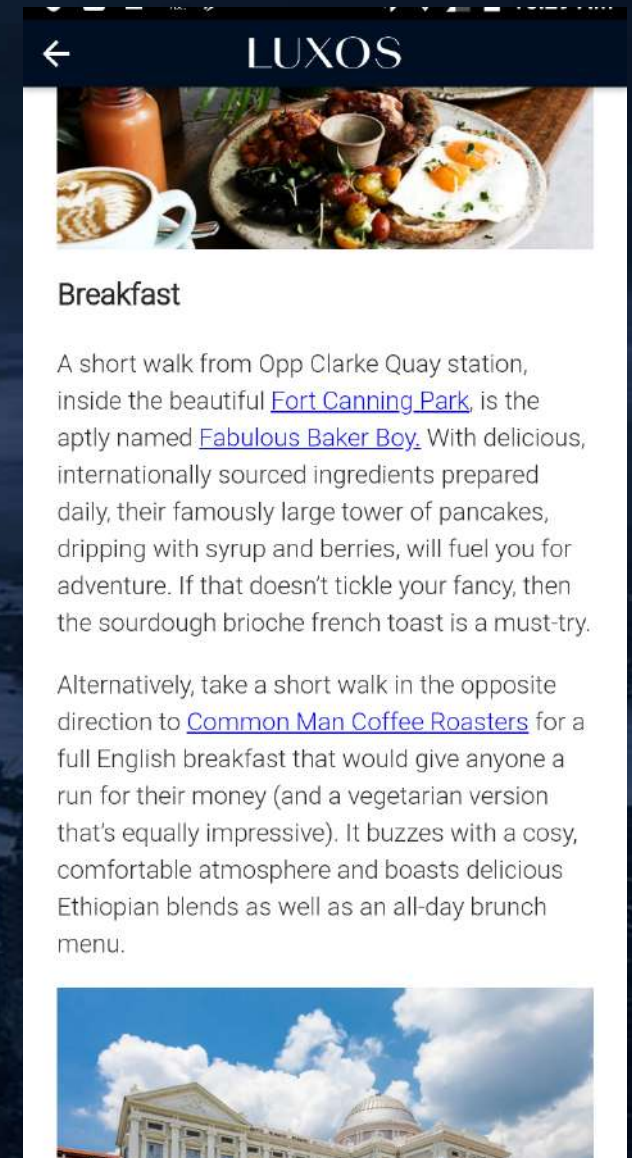 LUXOS
Breakfast
A short walk from Opp Clarke Quay station,
inside the beautiful Fort Canning Park, is the
aptly named Fabulous Baker Boy. With delicious,
internationally sourced ingredients prepared
daily, their famously large tower of pancakes,
dripping with syrup and berries, will fuel you for
adventure. If that doesn't tickle your fancy, then
the sourdough brioche french toast is a must-try.
Alternatively, take a short walk in the opposite
direction to Common Man Coffee Roasters for a
full English breakfast that would give anyone a
run for their money (and a vegetarian version
that's equally impressive). It buzzes with a cosy,
comfortable atmosphere and boasts delicious
Ethiopian blends as well as an all-day brunch
menu.